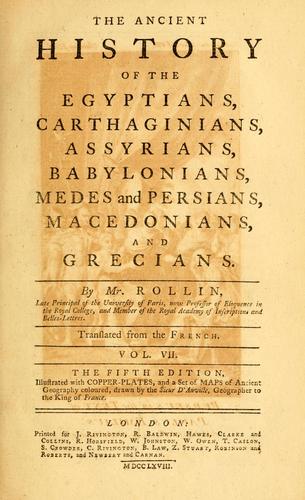 THE ANCIENT
HISTORY
OF THE
EGYPTIANS,
CARTHAGINIANS,
ASSYRIANS,
BABYLONIANS,
MEDES and PERSIANS,
MACEDONIANS,
AND
GRECIANS.
By Mr. ROLLIN,
Late Principal of the University of Paris, now Professor of Eloquence in
the Royal College, and Member of the Royal Academy of Inscriptions and
Belles-Lettres.
Translated from the FRENCH.
VOL. VII.
THE FIFTH EDITION,
Illustrated with COPPER-PLATES, and a Set of MAPS of Ancient
Geography coloured, drawn by the Sieur D'Anville, Geographer to
the King of France.
LONDON:
Printed for J. RIVINGTON, R. BALDWIN, HAWES, CLARKE and
COLLINS, R. HORSFIELD, W. JOHNSTON, W. OWEN, T. CASLON,
S. CROWDER, C. RIVINGTON, B. LAW, Z. STUART, ROBINSON and
ROBERTS, and NEWBERY and CARNAN.
MDCCLXVIII.